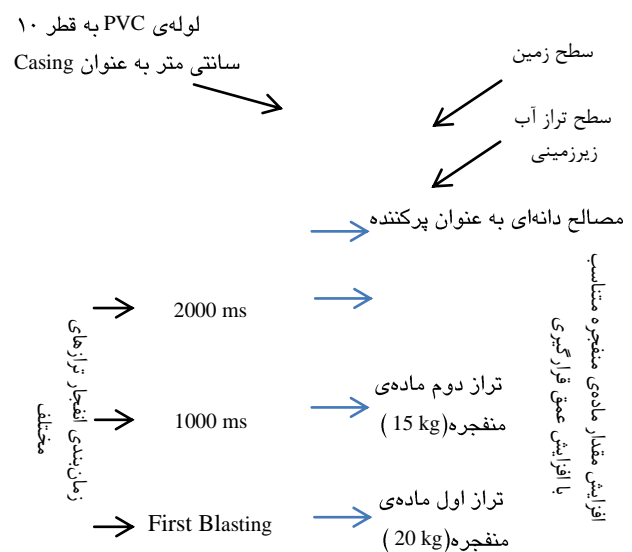 لوله‌ی PVC به قطر ۱۰
سانتی متر به عنوان Casing
سطح زمین
سطح تراز آب
زیرزمینی
مصالح دانه‌ای به عنوان پرکننده
2000 ms
1000 ms
First Blasting
تراز دوم ماده‌ی
منفجره(15 kg )
تراز اول ماده‌ی
منفجره(20 kg )
زمان‌بندی انفجار ترازهای
مختلف
افزایش مقدار ماده‌ی منفجره متناسب
با افزایش عمق قرارگیری